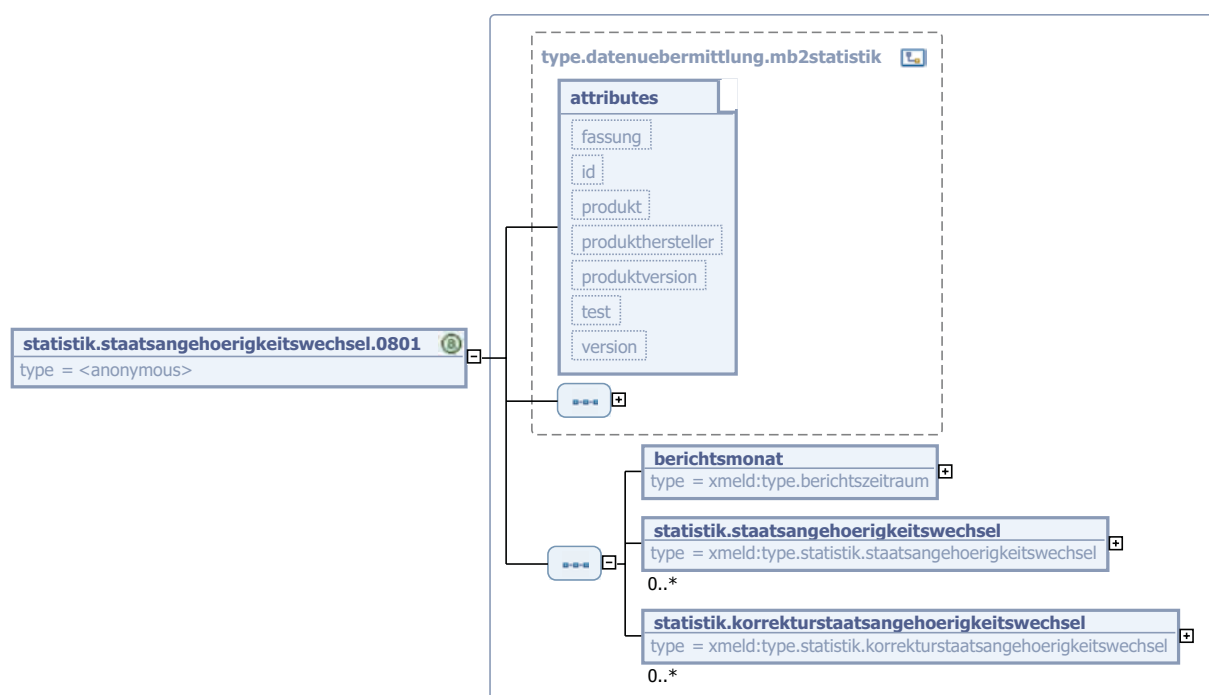 type.datenuebermittlung.mb2statistik
attributes
fassung
id
produkt
produkthersteller
produktversion
test
version
statistik.staatsangehoerigkeitswechsel.0801
type = <anonymous>
berichtsmonat
type = xmeld:type.berichtszeitraum
statistik.staatsangehoerigkeitswechsel
type = xmeld:type.statistik.staatsangehoerigkeitswechsel
0..*
statistik.korrekturstaatsangehoerigkeitswechsel
type = xmeld:type.statistik.korrekturstaatsangehoerigkeitswechsel
0..*